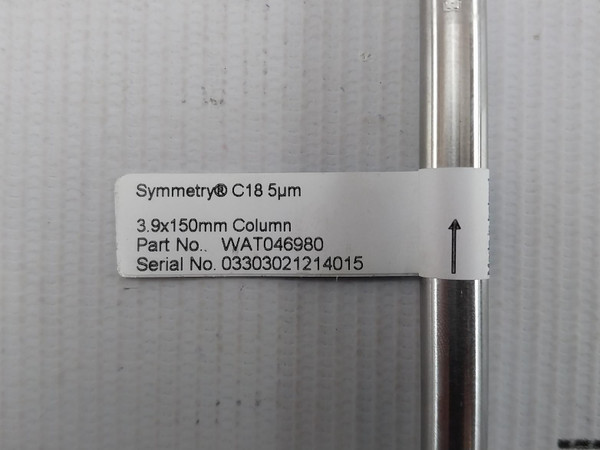 Symmetry® C18 5µm
3.9x150mm Column
Part No.. WAT046980
Serial No. 03303021214015